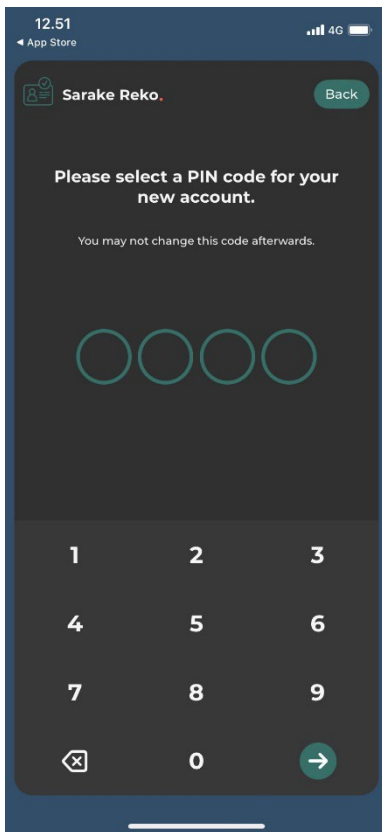 12.51
4G
◀ App Store
Sarake Reko.
Back
Please select a PIN code for your
new account.
You may not change this code afterwards.
1 2 3
4 5 6
7 8 9
0